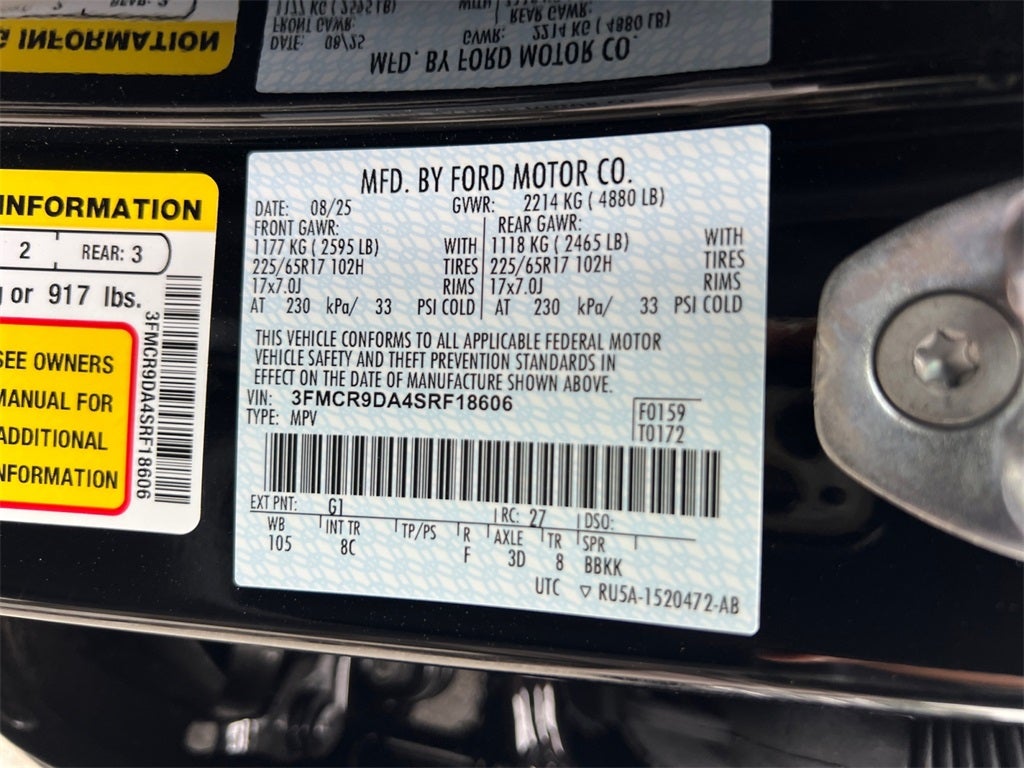 INFORMATION
2 REAR: 3
or 917 lbs.
SEE OWNERS
MANUAL FOR
ADDITIONAL
INFORMATION
3FMCR9DA4SRF18606
MFD. BY FORD MOTOR CO.
DATE: 08/25 GVWR: 2214 KG ( 4880 LB)
FRONT GAWR: REAR GAWR:
1177 KG ( 2595 LB) WITH 1118 KG ( 2465 LB) WITH
225/65R17 102H TIRES 225/65R17 102H TIRES
17x7.0J RIMS 17x7.0J RIMS
AT 230 kPa/ 33 PSI COLD AT 230 kPa/ 33 PSI COLD
THIS VEHICLE CONFORMS TO ALL APPLICABLE FEDERAL MOTOR
VEHICLE SAFETY AND THEFT PREVENTION STANDARDS IN
EFFECT ON THE DATE OF MANUFACTURE SHOWN ABOVE.
VIN: 3FMCR9DA4SRF18606
TYPE: MPV
F0159
T0172
EXT PNT: G1 RC: 27 DSO:
WB INT TR TP/PS R AXLE TR SPR
105 8C F 3D 8 BBKK
UTC ▽ RU5A-1520472-AB